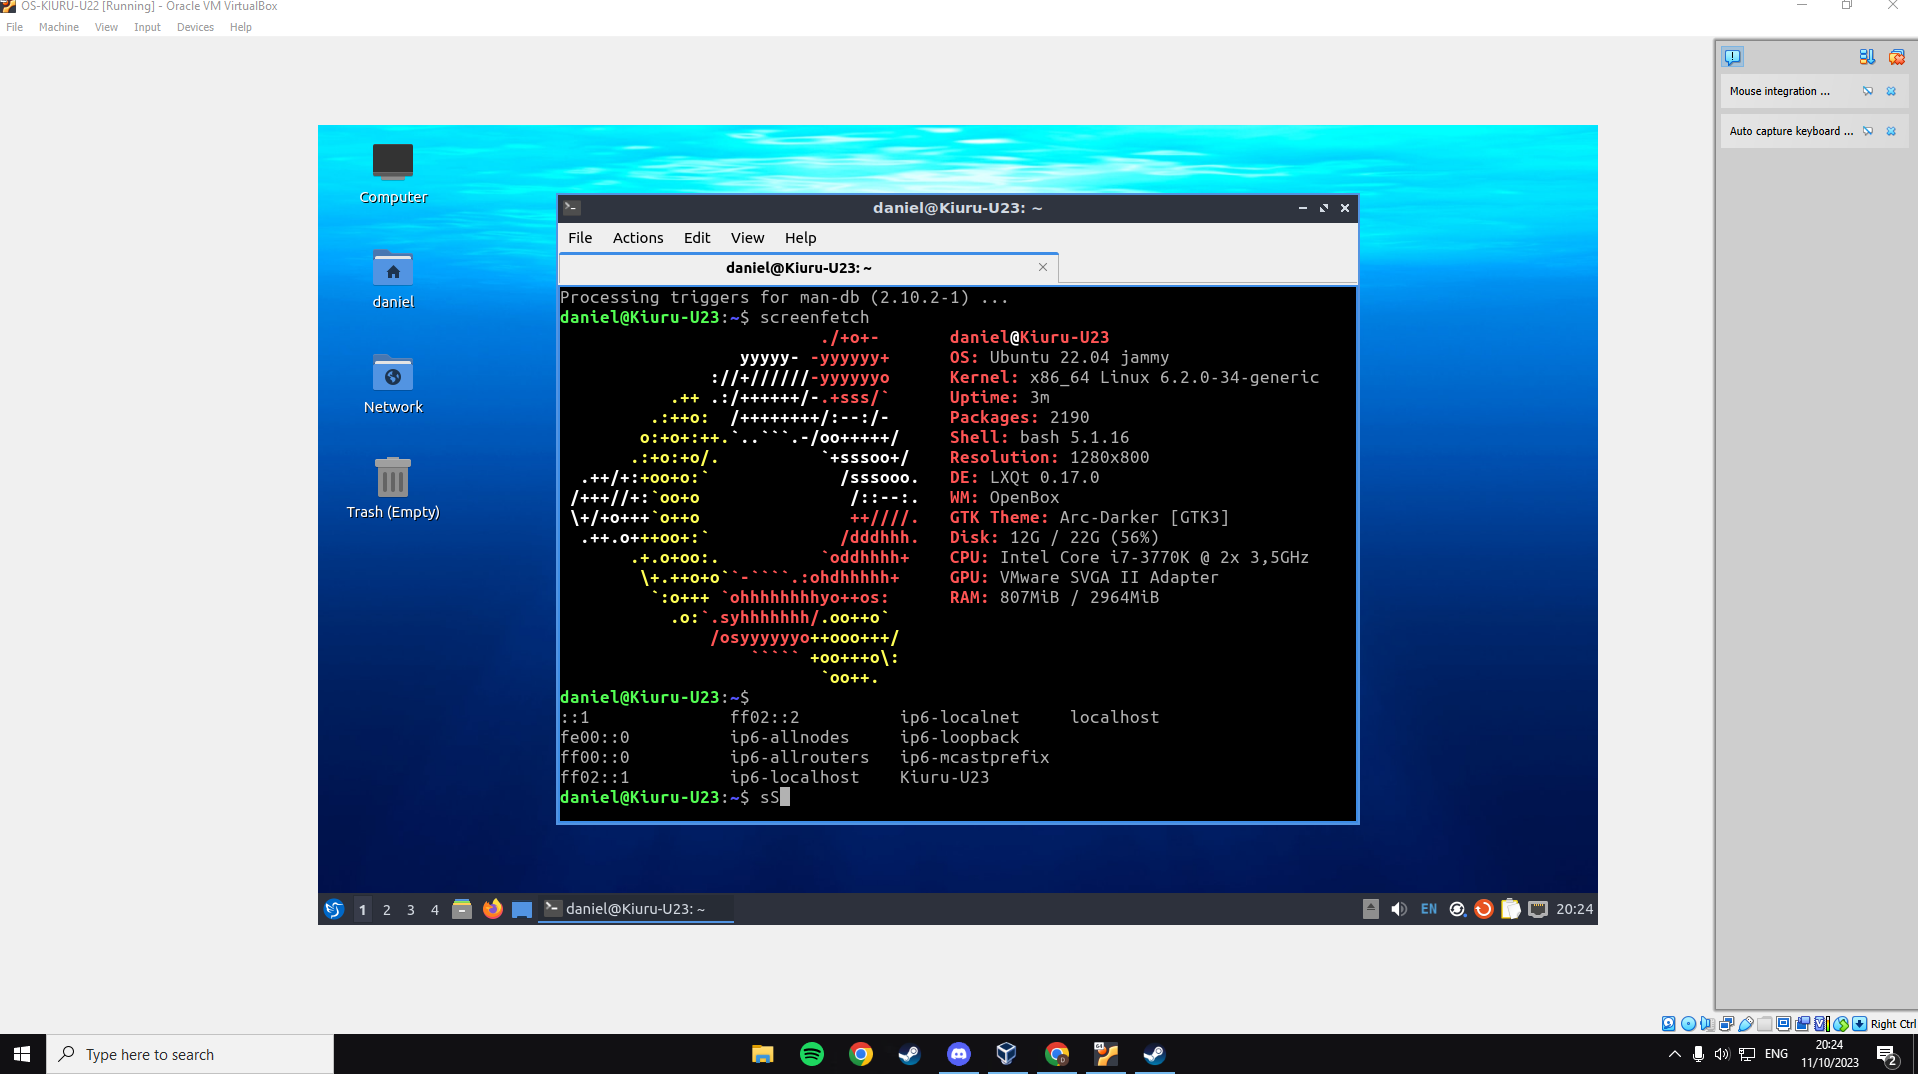 OS-KIURU-U22 [Running] - Oracle VM VirtualBox
File Machine View Input Devices Help
Mouse integration ...
Auto capture keyboard ...
Computer
daniel
Network
Trash (Empty)
daniel@Kiuru-U23: ~
File Actions Edit View Help
daniel@Kiuru-U23: ~
Processing triggers for man-db (2.10.2-1) ...
daniel@Kiuru-U23:~$ screenfetch
./+o+- daniel@Kiuru-U23
yyyyy- -yyyyyy+ OS: Ubuntu 22.04 jammy
://+//////-yyyyyyo Kernel: x86_64 Linux 6.2.0-34-generic
.++ .:/++++++/-.+sss/` Uptime: 3m
.:++o: /++++++++/:--:/- Packages: 2190
o:+o+:++.`..```.-/oo+++++/ Shell: bash 5.1.16
.:+o:+o/. `+sssoo+/ Resolution: 1280x800
.++/+:+oo+o:` /sssooo. DE: LXQt 0.17.0
/+++//+:`oo+o /::--:. WM: OpenBox
\+/+o+++`o++o ++////. GTK Theme: Arc-Darker [GTK3]
.++.o+++oo+:` /dddhhh. Disk: 12G / 22G (56%)
.+.o+oo:. `oddhhhh+ CPU: Intel Core i7-3770K @ 2x 3,5GHz
\+.++o+o``-````.:ohdhhhhh+ GPU: VMware SVGA II Adapter
`:o+++ `ohhhhhhhhyo++os: RAM: 807MiB / 2964MiB
.o:`.syhhhhhhh/.oo++o`
/osyyyyyyo++ooo+++/
````` +oo+++o\:
`oo++.
daniel@Kiuru-U23:~$
::1 ff02::2 ip6-localnet localhost
fe00::0 ip6-allnodes ip6-loopback
ff00::0 ip6-allrouters ip6-mcastprefix
ff02::1 ip6-localhost Kiuru-U23
daniel@Kiuru-U23:~$ sS
1 2 3 4 daniel@Kiuru-U23: ~ EN 20:24
Right Ctrl
Type here to search
64
ENG
20:24
11/10/2023
2